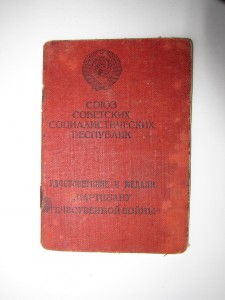 СОЮЗ
СОВЕТСКИХ
СОЦИАЛИСТИЧЕСКИХ
РЕСПУБЛИК
УДОСТОВЕРЕНИЕ К МЕДАЛИ
„ПАРТИЗАНУ
ОТЕЧЕСТВЕННОЙ ВОЙНЫ"